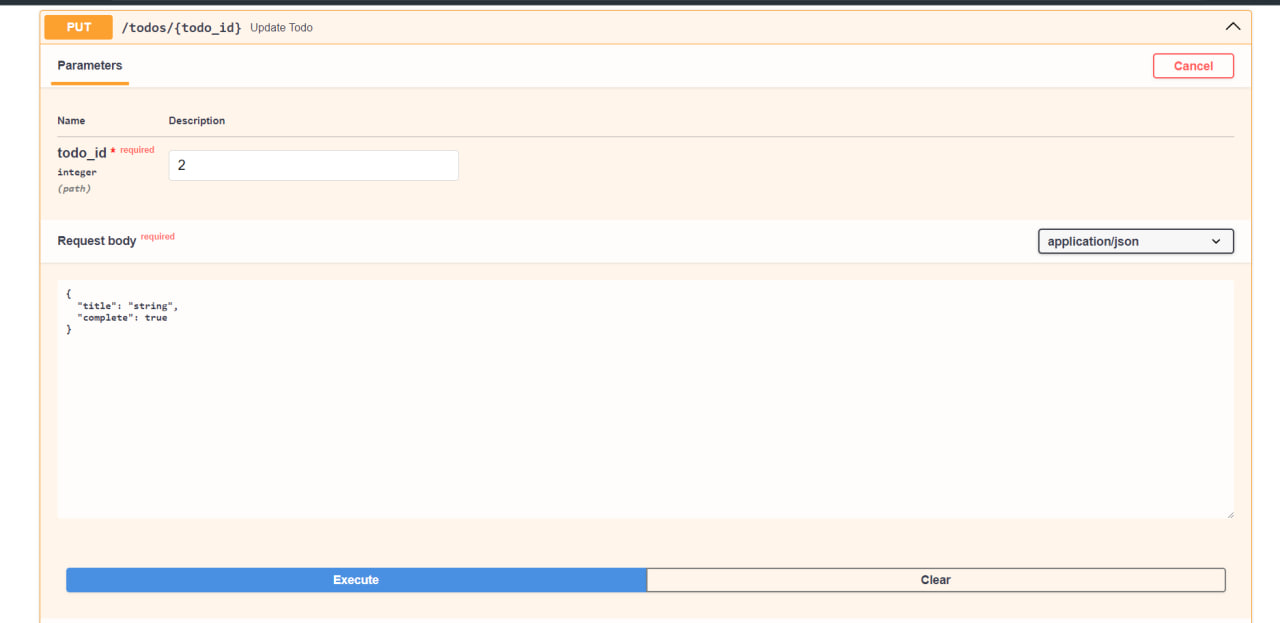 PUT /todos/{todo_id} Update Todo
Parameters Cancel
Name Description
todo_id * required 2
integer
(path)
Request body required application/json
{
  "title": "string",
  "complete": true
}
Execute Clear